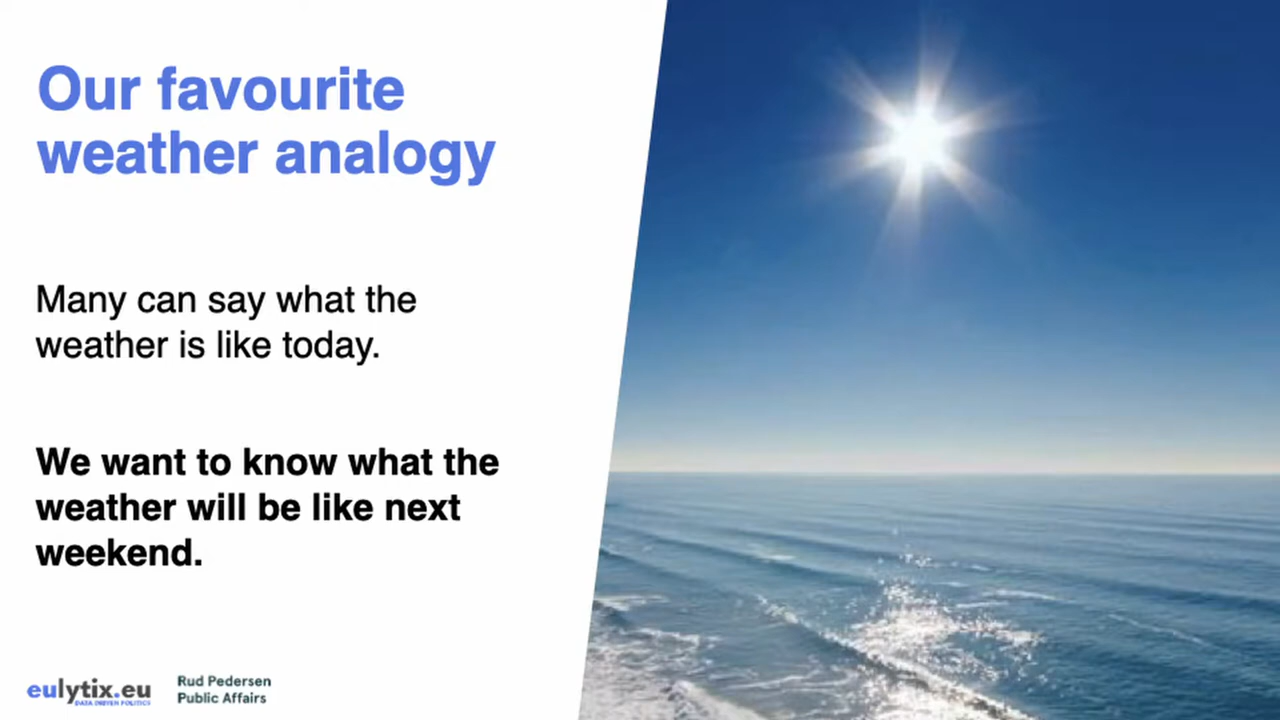 Our favourite
weather analogy
Many can say what the
weather is like today.
We want to know what the
weather will be like next
weekend.
eulytix.eu
DATA DRIVEN POLITICS
Rud Pedersen
Public Affairs